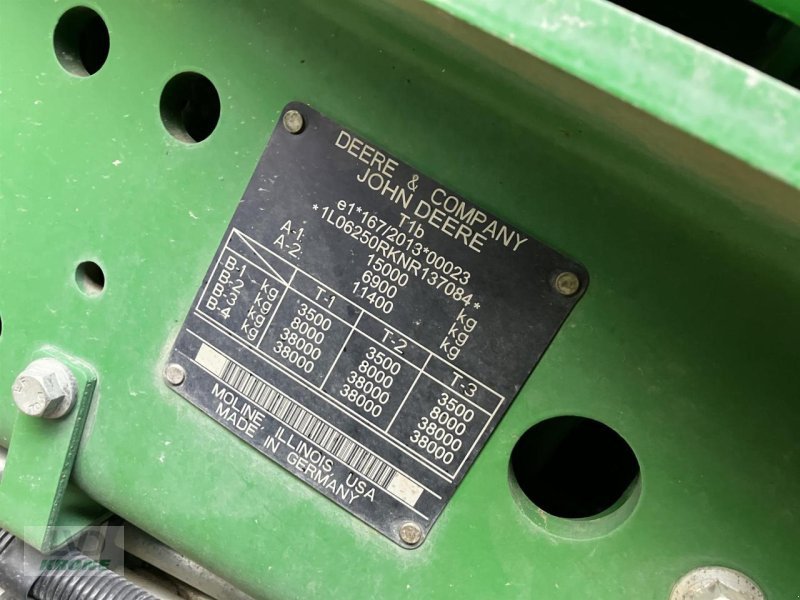 DEERE & COMPANY
JOHN DEERE
T1b
e1*167/2013*00023
*1L06250RKNR137084*
15000 kg
A-1: 6900 kg
A-2: 11400 kg
T-1 T-2 T-3
B-1 kg 3500 3500 3500
B-2 kg 8000 8000 8000
B-3 kg 38000 38000 38000
B-4 kg 38000 38000 38000
MOLINE, ILLINOIS USA
MADE IN GERMANY
KRONE